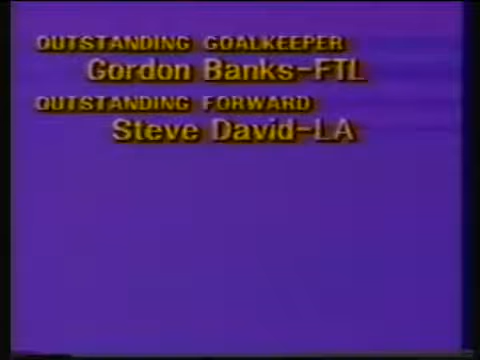 OUTSTANDING GOALKEEPER
Gordon Banks-FTL
OUTSTANDING FORWARD
Steve David-LA